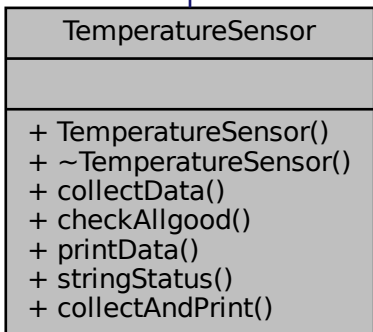 TemperatureSensor
+ TemperatureSensor()
+ ~TemperatureSensor()
+ collectData()
+ checkAllgood()
+ printData()
+ stringStatus()
+ collectAndPrint()